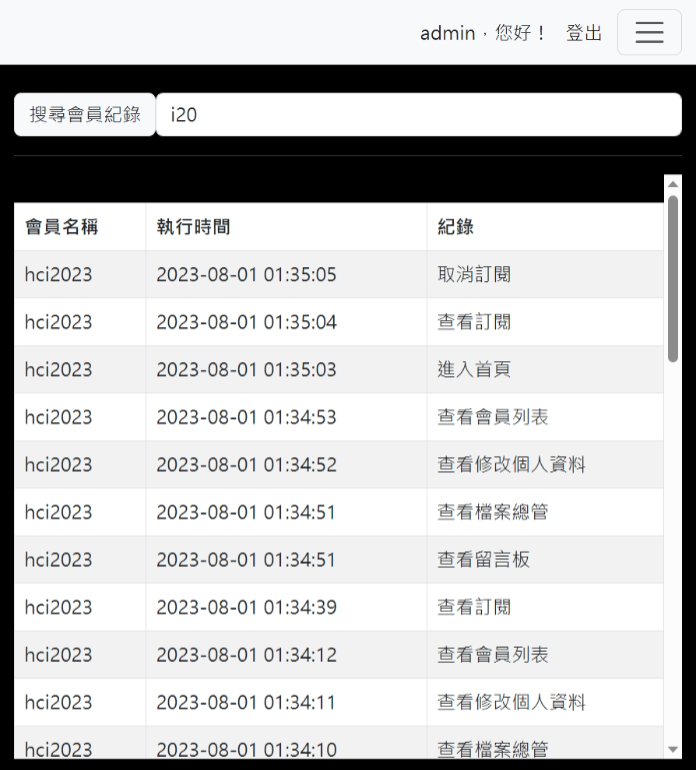 admin，您好！ 登出
搜尋會員紀錄 i20
會員名稱 執行時間 紀錄
hci2023 2023-08-01 01:35:05 取消訂閱
hci2023 2023-08-01 01:35:04 查看訂閱
hci2023 2023-08-01 01:35:03 進入首頁
hci2023 2023-08-01 01:34:53 查看會員列表
hci2023 2023-08-01 01:34:52 查看修改個人資料
hci2023 2023-08-01 01:34:51 查看檔案總管
hci2023 2023-08-01 01:34:51 查看留言板
hci2023 2023-08-01 01:34:39 查看訂閱
hci2023 2023-08-01 01:34:12 查看會員列表
hci2023 2023-08-01 01:34:11 查看修改個人資料
hci2023 2023-08-01 01:34:10 查看檔案總管